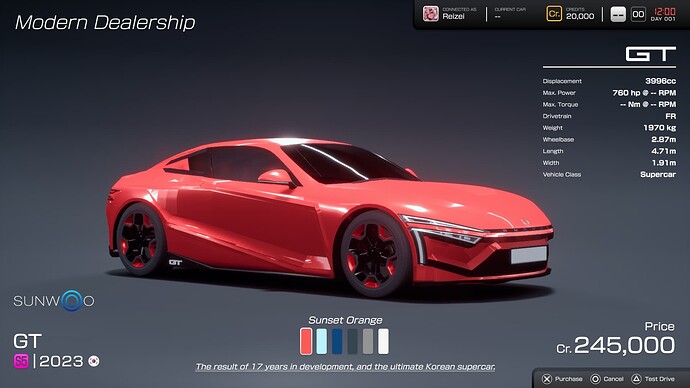 Modern Dealership
CONNECTED AS
Reizei
CURRENT CAR
--
Cr.
CREDITS
20,000
--
00
12:00
DAY 001
GT
Displacement 3996cc
Max. Power 760 hp @ -- RPM
Max. Torque -- Nm @ -- RPM
Drivetrain FR
Weight 1970 kg
Wheelbase 2.87m
Length 4.71m
Width 1.91m
Vehicle Class Supercar
GT
SUNWOO
GT
S5 | 2023
Sunset Orange
The result of 17 years in development, and the ultimate Korean supercar.
Price
Cr. 245,000
Purchase
Cancel
Test Drive